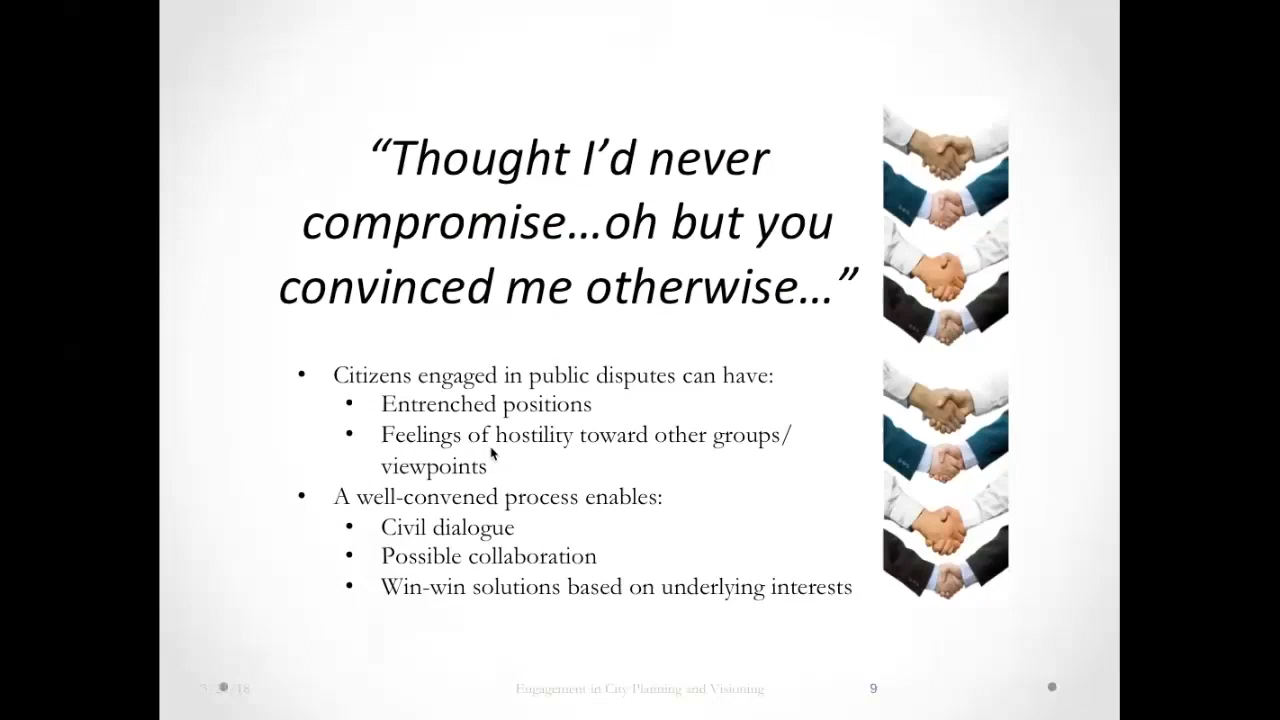 “Thought I’d never
compromise…oh but you
convinced me otherwise…”
• Citizens engaged in public disputes can have:
• Entrenched positions
• Feelings of hostility toward other groups/
viewpoints
• A well-convened process enables:
• Civil dialogue
• Possible collaboration
• Win-win solutions based on underlying interests
Engagement in City Planning and Visioning
9